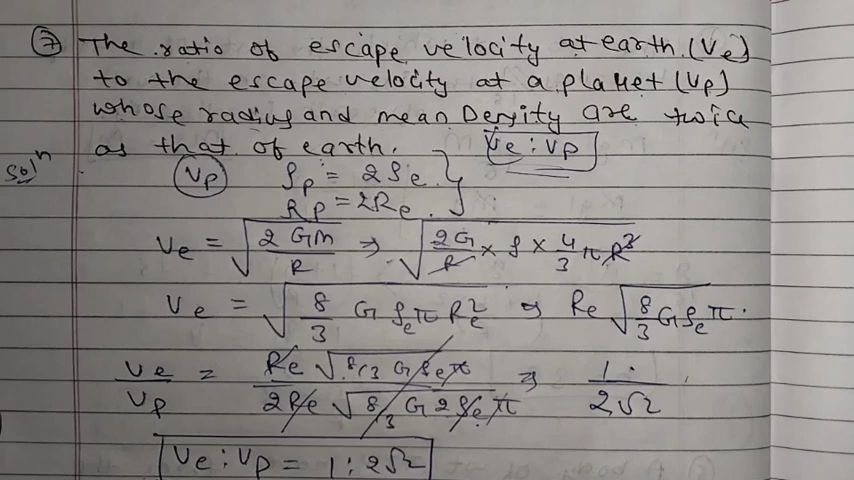 ⑦ The ratio of escape velocity at earth (Ve)
to the escape velocity at a planet (Vp)
whose radius and mean Density are twice
as that of earth. Ve : Vp
Solⁿ Vp ρp = 2ρe
Rp = 2Re
Ve = √(2GM/R) ⇒ √(2G/R × ρ × 4/3 πR³)
Ve = √(8/3 G ρe π Re²) ⇒ Re √(8/3 G ρe π)
Ve/Vp = Re √(8/3 G ρe π) / 2Re √(8/3 G 2ρe π) ⇒ 1/2√2
Ve : Vp = 1 : 2√2